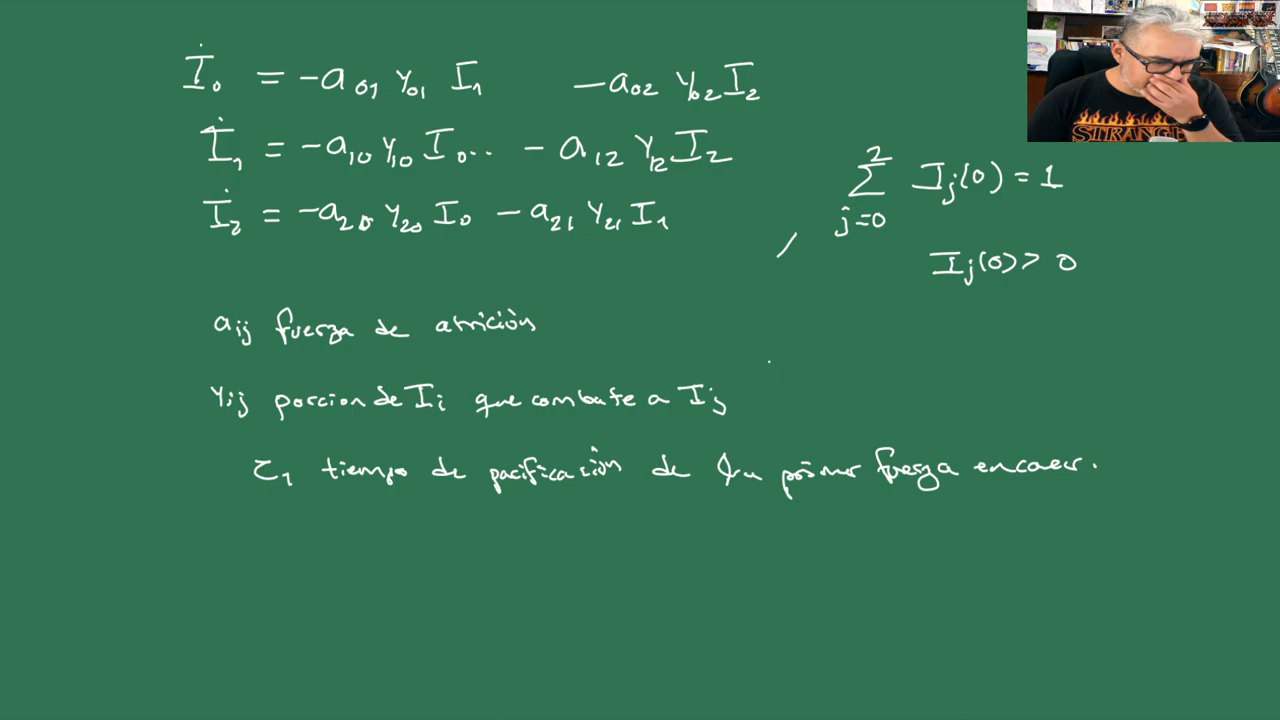 İ₀ = -a₀₁ γ₀₁ I₁ -a₀₂ γ₀₂ I₂
İ₁ = -a₁₀ γ₁₀ I₀.. - a₁₂ γ₁₂ I₂
İ₂ = -a₂₀ γ₂₀ I₀ - a₂₁ γ₂₁ I₁
, ∑_{j=0}^{2} I_j(0) = 1
I_j(0) > 0
a_ij fuerza de atrición
γ_ij porcion de I_i que combate a I_j
τ₁ tiempo de pacificación de la primer fuerza en caer.
STRANGE